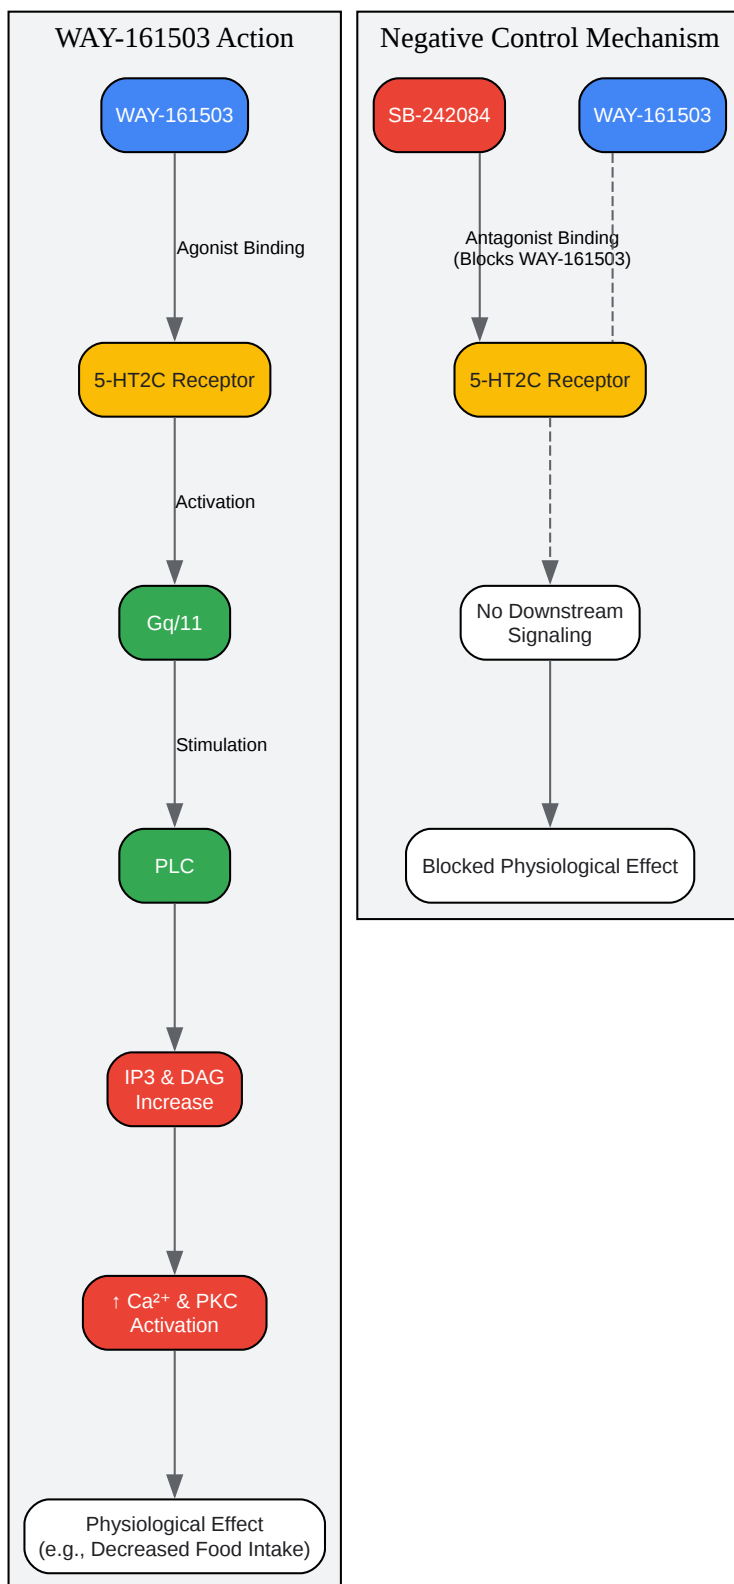 WAY-161503 Action
WAY-161503
Agonist Binding
5-HT2C Receptor
Activation
Gq/11
Stimulation
PLC
IP3 & DAG
Increase
↑ Ca²⁺ & PKC
Activation
Physiological Effect
(e.g., Decreased Food Intake)
Negative Control Mechanism
SB-242084
WAY-161503
Antagonist Binding
(Blocks WAY-161503)
5-HT2C Receptor
No Downstream
Signaling
Blocked Physiological Effect